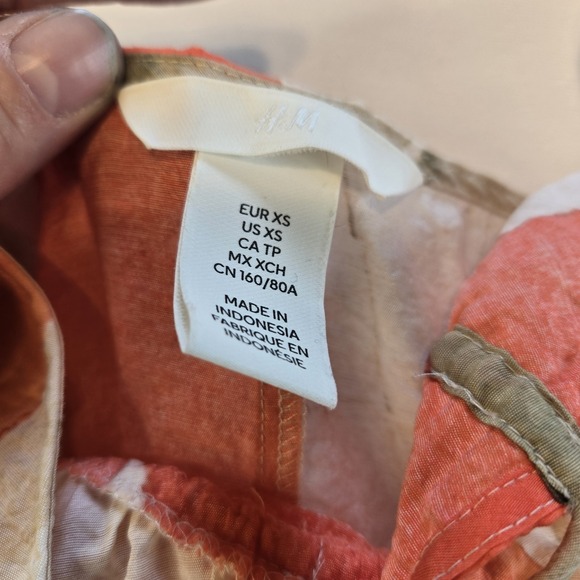 H&M
EUR XS
US XS
CA TP
MX XCH
CN 160/80A
MADE IN
INDONESIA
FABRIQUE EN
INDONÉSIE